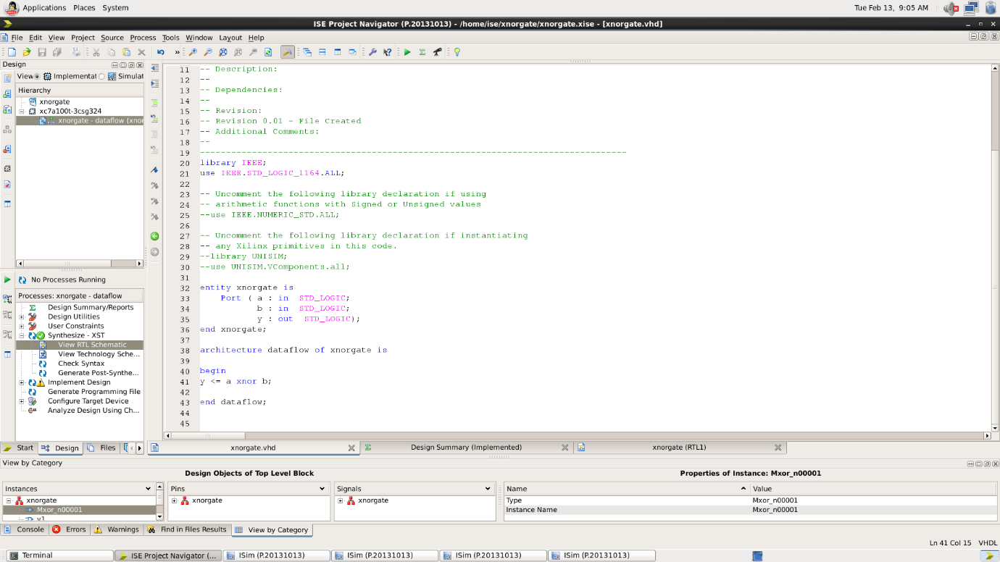 Applications Places System
Tue Feb 13, 9:05 AM
ISE Project Navigator (P.20131013) - /home/ise/xnorgate/xnorgate.xise - [xnorgate.vhd]
File Edit View Project Source Process Tools Window Layout Help
Design
View: Implementat Simulat
Hierarchy
xnorgate
xc7a100t-3csg324
xnorgate - dataflow (xnor
No Processes Running
Processes: xnorgate - dataflow
Design Summary/Reports
Design Utilities
User Constraints
Synthesize - XST
View RTL Schematic
View Technology Sche...
Check Syntax
Generate Post-Synthe...
Implement Design
Generate Programming File
Configure Target Device
Analyze Design Using Ch...
Start Design Files
11 -- Description:
12 --
13 -- Dependencies:
14 --
15 -- Revision:
16 -- Revision 0.01 - File Created
17 -- Additional Comments:
18 --
19 ----------------------------------------------------------------------------------
20 library IEEE;
21 use IEEE.STD_LOGIC_1164.ALL;
22
23 -- Uncomment the following library declaration if using
24 -- arithmetic functions with Signed or Unsigned values
25 --use IEEE.NUMERIC_STD.ALL;
26
27 -- Uncomment the following library declaration if instantiating
28 -- any Xilinx primitives in this code.
29 --library UNISIM;
30 --use UNISIM.VComponents.all;
31
32 entity xnorgate is
33 Port ( a : in STD_LOGIC;
34 b : in STD_LOGIC;
35 y : out STD_LOGIC);
36 end xnorgate;
37
38 architecture dataflow of xnorgate is
39
40 begin
41 y <= a xnor b;
42
43 end dataflow;
44
45
xnorgate.vhd Design Summary (Implemented) xnorgate (RTL1)
View by Category
Design Objects of Top Level Block Properties of Instance: Mxor_n00001
Instances Pins Signals Name Value
xnorgate xnorgate xnorgate Type Mxor_n00001
Mxor_n00001 Instance Name Mxor_n00001
Console Errors Warnings Find in Files Results View by Category
Ln 41 Col 15 VHDL
Terminal ISE Project Navigator (... ISim (P.20131013) ISim (P.20131013) ISim (P.20131013) ISim (P.20131013)